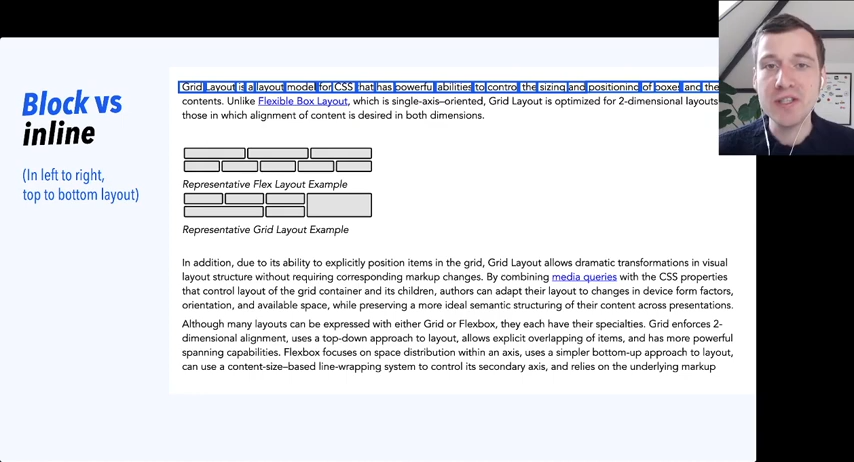 Block vs
inline
(In left to right,
top to bottom layout)
Grid Layout is a layout model for CSS that has powerful abilities to control the sizing and positioning of boxes and the
contents. Unlike Flexible Box Layout, which is single-axis–oriented, Grid Layout is optimized for 2-dimensional layouts
those in which alignment of content is desired in both dimensions.
Representative Flex Layout Example
Representative Grid Layout Example
In addition, due to its ability to explicitly position items in the grid, Grid Layout allows dramatic transformations in visual
layout structure without requiring corresponding markup changes. By combining media queries with the CSS properties
that control layout of the grid container and its children, authors can adapt their layout to changes in device form factors,
orientation, and available space, while preserving a more ideal semantic structuring of their content across presentations.
Although many layouts can be expressed with either Grid or Flexbox, they each have their specialties. Grid enforces 2-
dimensional alignment, uses a top-down approach to layout, allows explicit overlapping of items, and has more powerful
spanning capabilities. Flexbox focuses on space distribution within an axis, uses a simpler bottom-up approach to layout,
can use a content-size–based line-wrapping system to control its secondary axis, and relies on the underlying markup